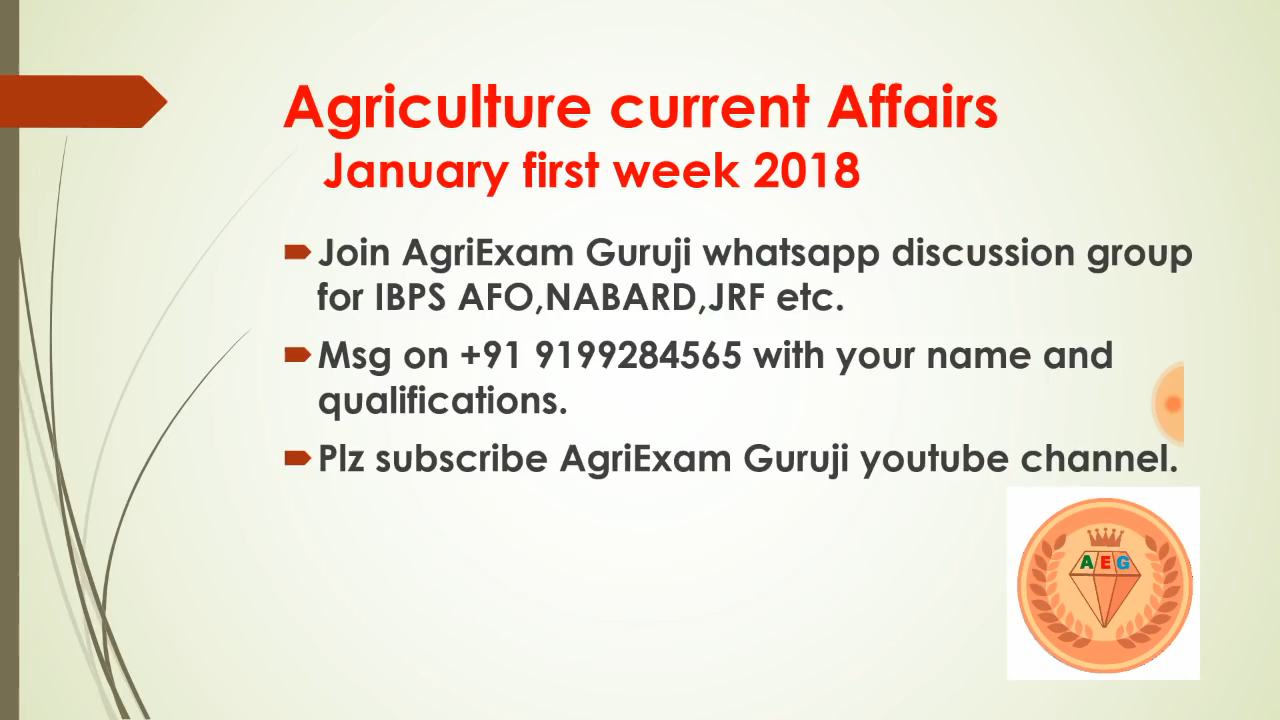 Agriculture current Affairs
January first week 2018
Join AgriExam Guruji whatsapp discussion group
for IBPS AFO,NABARD,JRF etc.
Msg on +91 9199284565 with your name and
qualifications.
Plz subscribe AgriExam Guruji youtube channel.
A E G